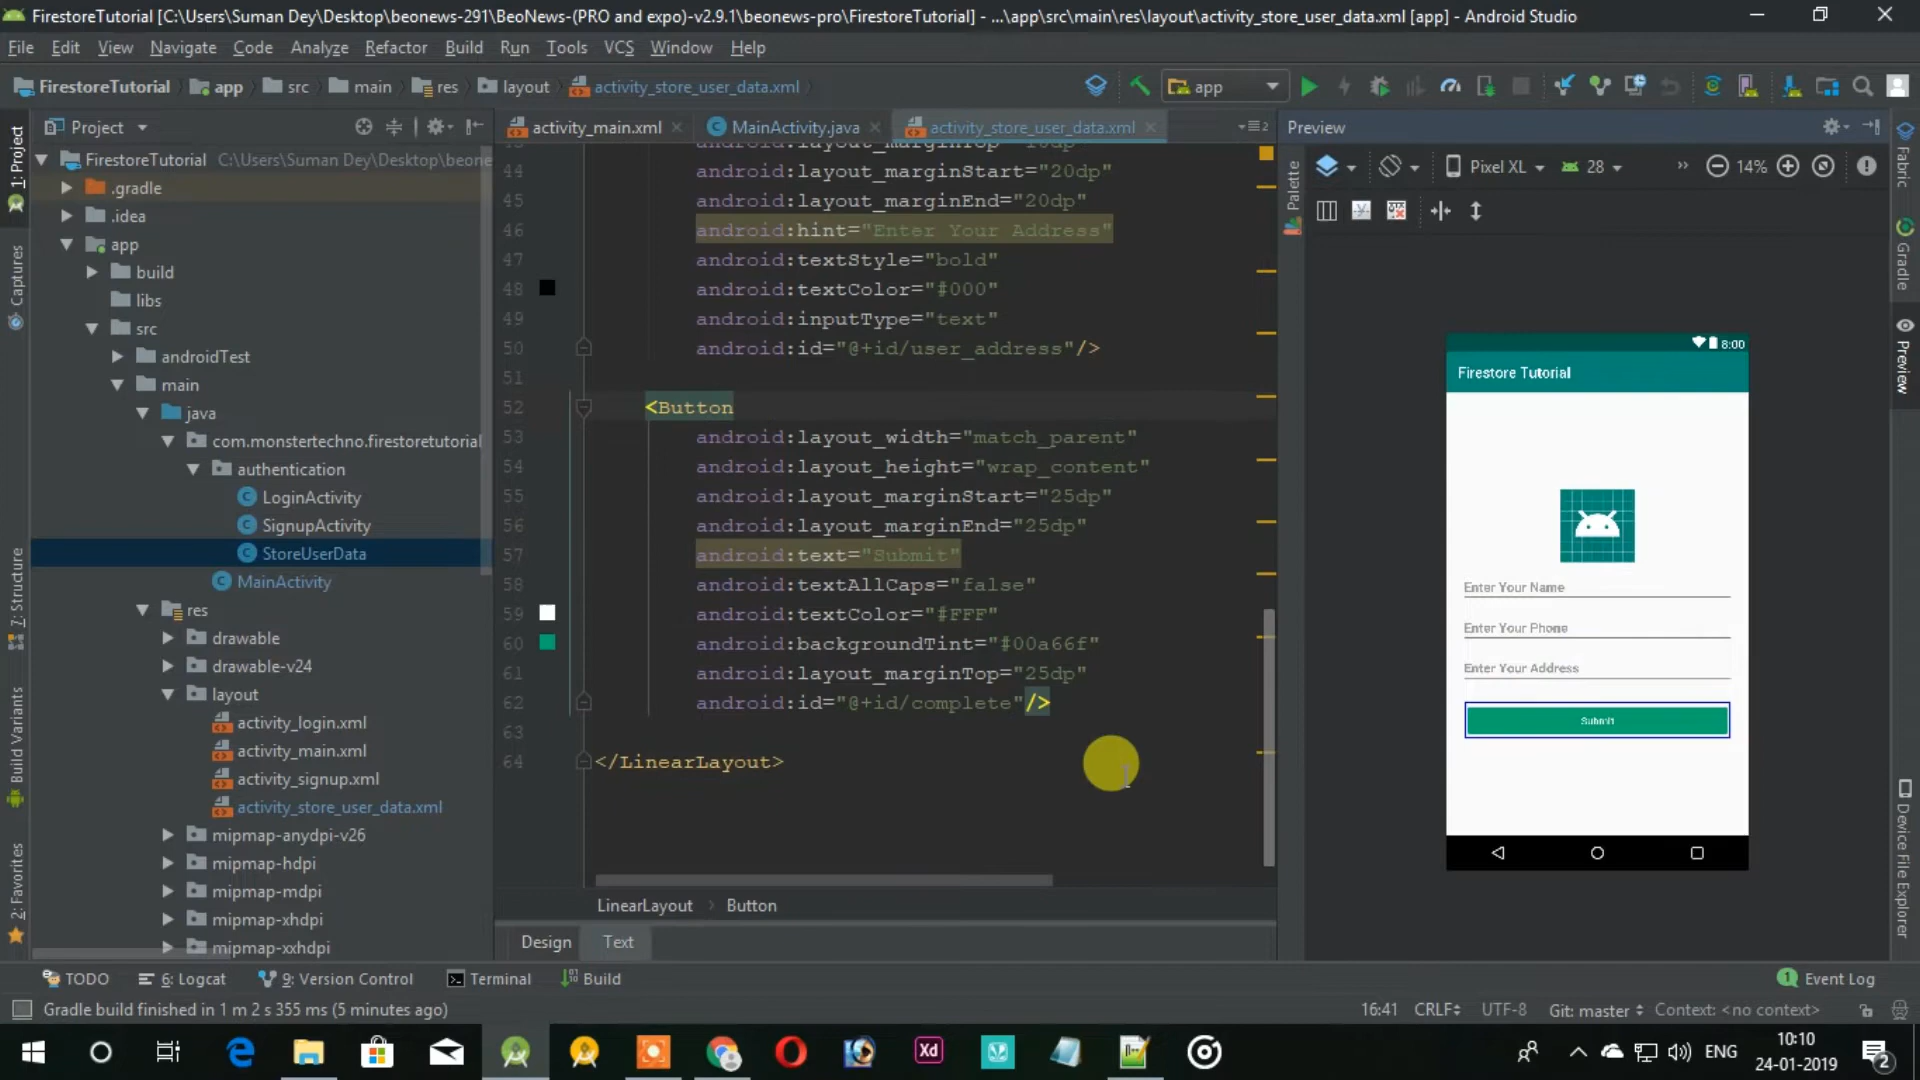 FirestoreTutorial [C:\Users\Suman Dey\Desktop\beonews-291\BeoNews-(PRO and expo)-v2.9.1\beonews-pro\FirestoreTutorial] - ...\app\src\main\res\layout\activity_store_user_data.xml [app] - Android Studio
File Edit View Navigate Code Analyze Refactor Build Run Tools VCS Window Help
FirestoreTutorial app src main res layout activity_store_user_data.xml
app
Project
activity_main.xml MainActivity.java activity_store_user_data.xml
2
Preview
1: Project
Captures
7: Structure
Build Variants
2: Favorites
FirestoreTutorial C:\Users\Suman Dey\Desktop\beone
.gradle
.idea
app
build
libs
src
androidTest
main
java
com.monstertechno.firestoretutorial
authentication
LoginActivity
SignupActivity
StoreUserData
MainActivity
res
drawable
drawable-v24
layout
activity_login.xml
activity_main.xml
activity_signup.xml
activity_store_user_data.xml
mipmap-anydpi-v26
mipmap-hdpi
mipmap-mdpi
mipmap-xhdpi
mipmap-xxhdpi
44 android:layout_marginStart="20dp"
45 android:layout_marginEnd="20dp"
46 android:hint="Enter Your Address"
47 android:textStyle="bold"
48 android:textColor="#000"
49 android:inputType="text"
50 android:id="@+id/user_address"/>
51
52 <Button
53 android:layout_width="match_parent"
54 android:layout_height="wrap_content"
55 android:layout_marginStart="25dp"
56 android:layout_marginEnd="25dp"
57 android:text="Submit"
58 android:textAllCaps="false"
59 android:textColor="#FFF"
60 android:backgroundTint="#00a66f"
61 android:layout_marginTop="25dp"
62 android:id="@+id/complete"/>
63
64 </LinearLayout>
LinearLayout Button
Design Text
Palette
Pixel XL 28 14%
8:00
Firestore Tutorial
Enter Your Name
Enter Your Phone
Enter Your Address
Submit
Fabric
Gradle
Preview
Device File Explorer
TODO 6: Logcat 9: Version Control Terminal Build
1 Event Log
Gradle build finished in 1 m 2 s 355 ms (5 minutes ago)
16:41 CRLF UTF-8 Git: master Context: <no context>
Xd
ENG
10:10
24-01-2019
2